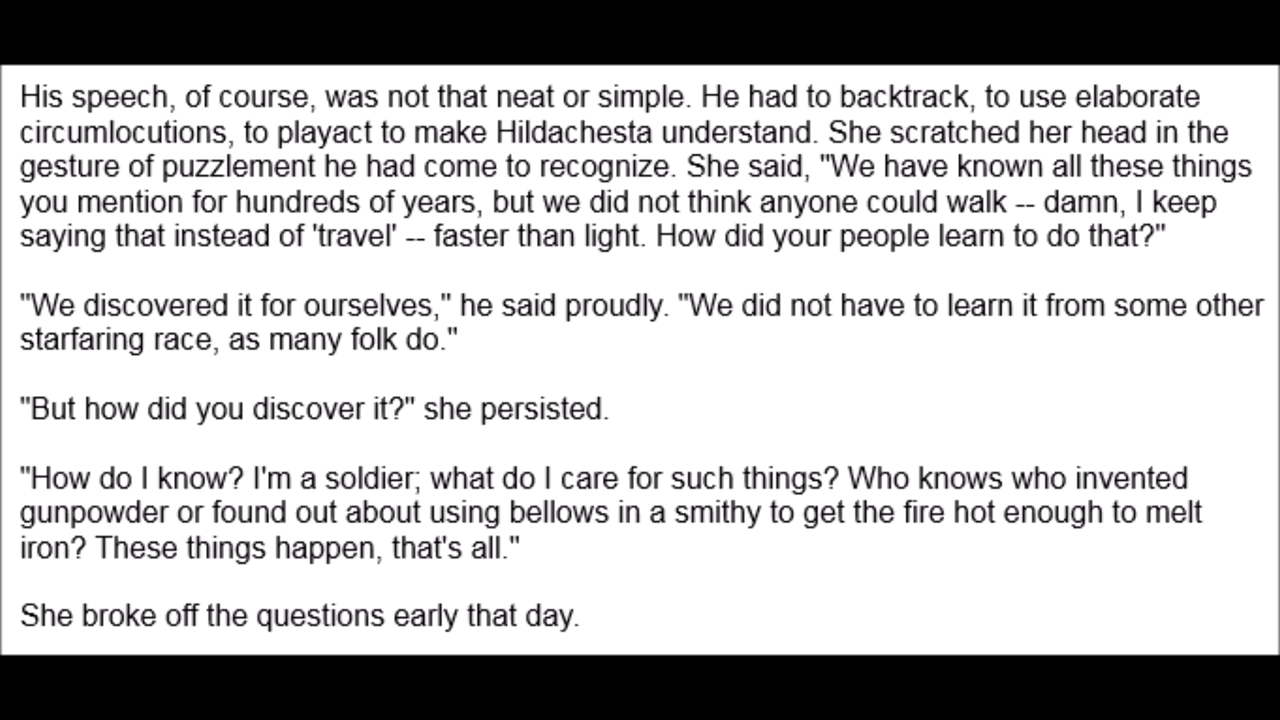 His speech, of course, was not that neat or simple. He had to backtrack, to use elaborate
circumlocutions, to playact to make Hildachesta understand. She scratched her head in the
gesture of puzzlement he had come to recognize. She said, "We have known all these things
you mention for hundreds of years, but we did not think anyone could walk -- damn, I keep
saying that instead of 'travel' -- faster than light. How did your people learn to do that?"
"We discovered it for ourselves," he said proudly. "We did not have to learn it from some other
starfaring race, as many folk do."
"But how did you discover it?" she persisted.
"How do I know? I'm a soldier; what do I care for such things? Who knows who invented
gunpowder or found out about using bellows in a smithy to get the fire hot enough to melt
iron? These things happen, that's all."
She broke off the questions early that day.